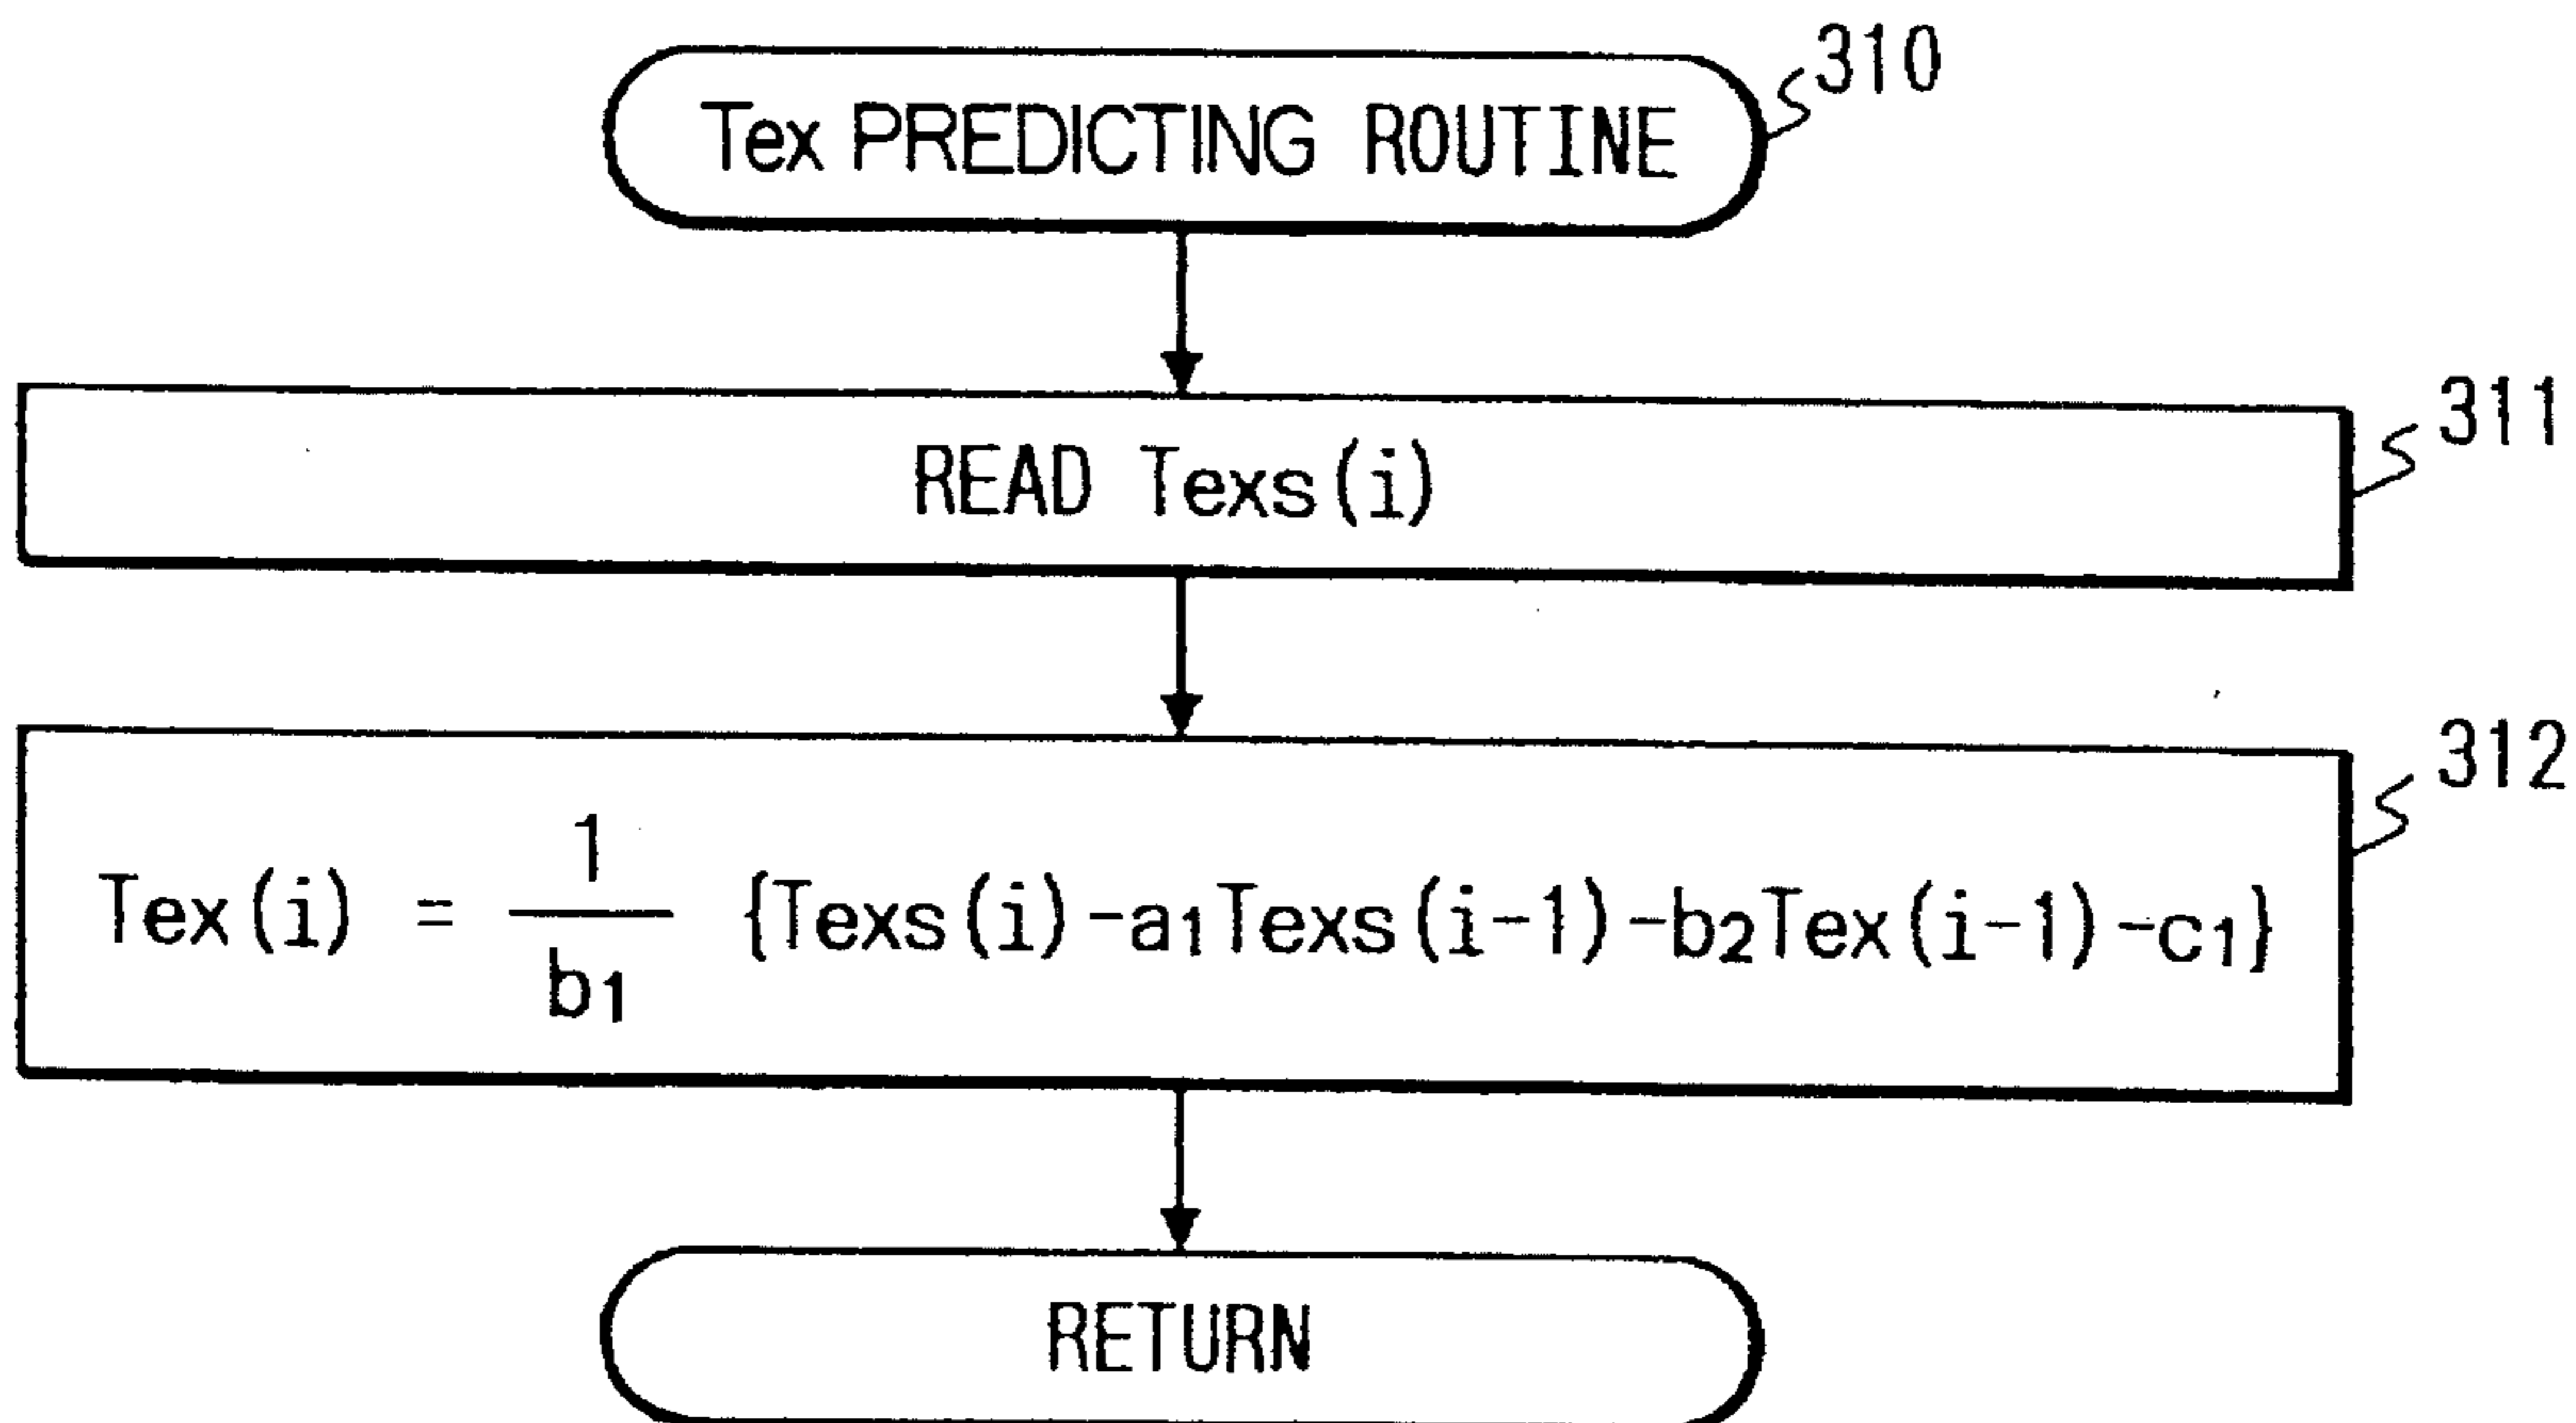 Tex PREDICTING ROUTINE
310
READ Texs(i)
311
312
Tex(i) = 1/b1 {Texs(i)-a1Texs(i-1)-b2Tex(i-1)-c1}
RETURN